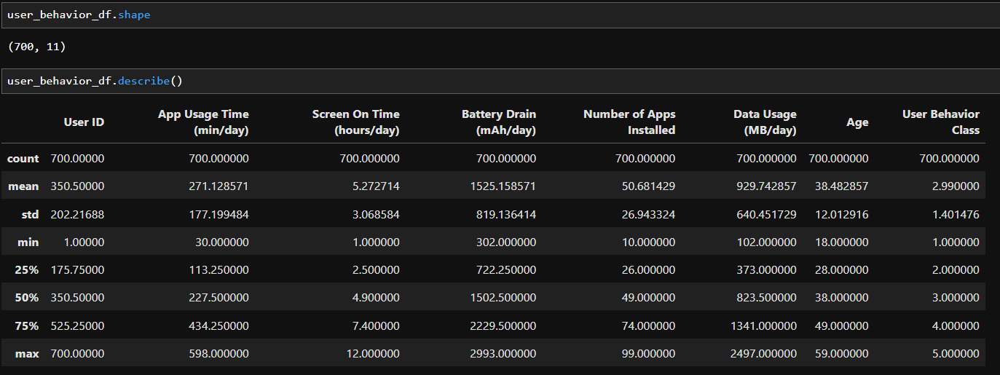 user_behavior_df.shape
(700, 11)
user_behavior_df.describe()
User ID App Usage Time (min/day) Screen On Time (hours/day) Battery Drain (mAh/day) Number of Apps Installed Data Usage (MB/day) Age User Behavior Class
count 700.00000 700.000000 700.000000 700.000000 700.000000 700.000000 700.000000 700.000000
mean 350.50000 271.128571 5.272714 1525.158571 50.681429 929.742857 38.482857 2.990000
std 202.21688 177.199484 3.068584 819.136414 26.943324 640.451729 12.012916 1.401476
min 1.00000 30.000000 1.000000 302.000000 10.000000 102.000000 18.000000 1.000000
25% 175.75000 113.250000 2.500000 722.250000 26.000000 373.000000 28.000000 2.000000
50% 350.50000 227.500000 4.900000 1502.500000 49.000000 823.500000 38.000000 3.000000
75% 525.25000 434.250000 7.400000 2229.500000 74.000000 1341.000000 49.000000 4.000000
max 700.00000 598.000000 12.000000 2993.000000 99.000000 2497.000000 59.000000 5.000000